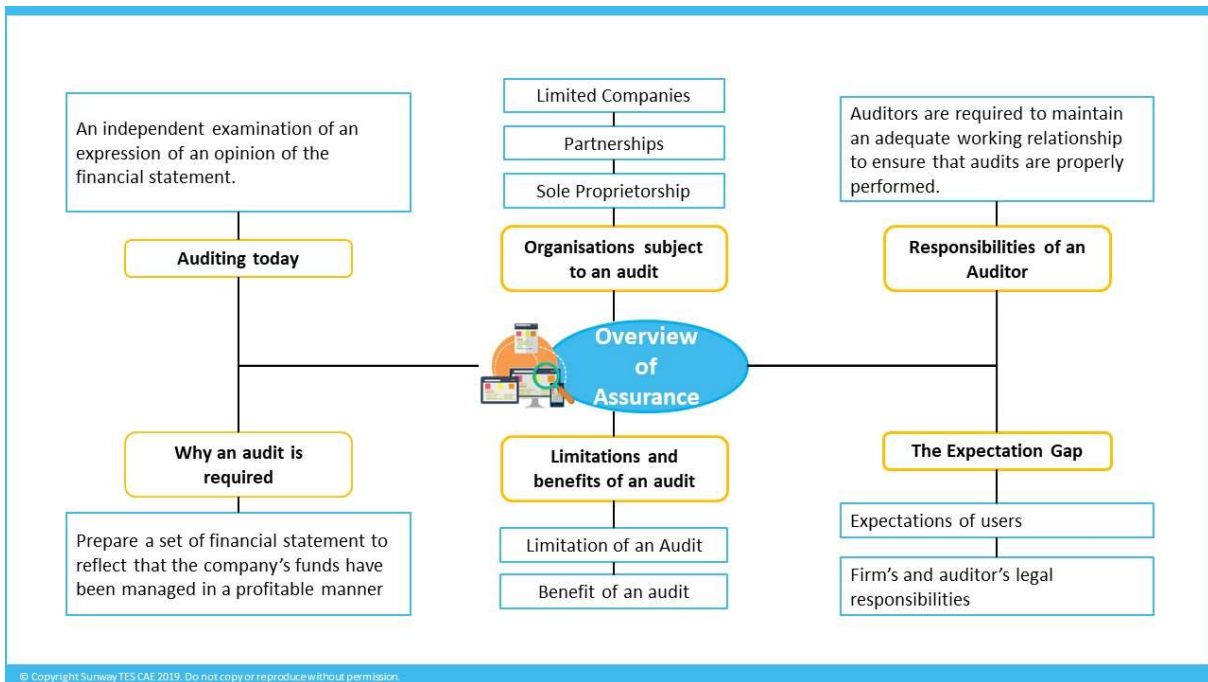 An independent examination of an
expression of an opinion of the
financial statement.
Auditing today
Limited Companies
Partnerships
Sole Proprietorship
Organisations subject
to an audit
Auditors are required to maintain
an adequate working relationship
to ensure that audits are properly
performed.
Responsibilities of an
Auditor
Overview
of
Assurance
Why an audit is
required
Prepare a set of financial statement to
reflect that the company’s funds have
been managed in a profitable manner
Limitations and
benefits of an audit
Limitation of an Audit
Benefit of an audit
The Expectation Gap
Expectations of users
Firm’s and auditor’s legal
responsibilities
© Copyright Sunway TES CAE 2019. Do not copy or reproduce without permission.